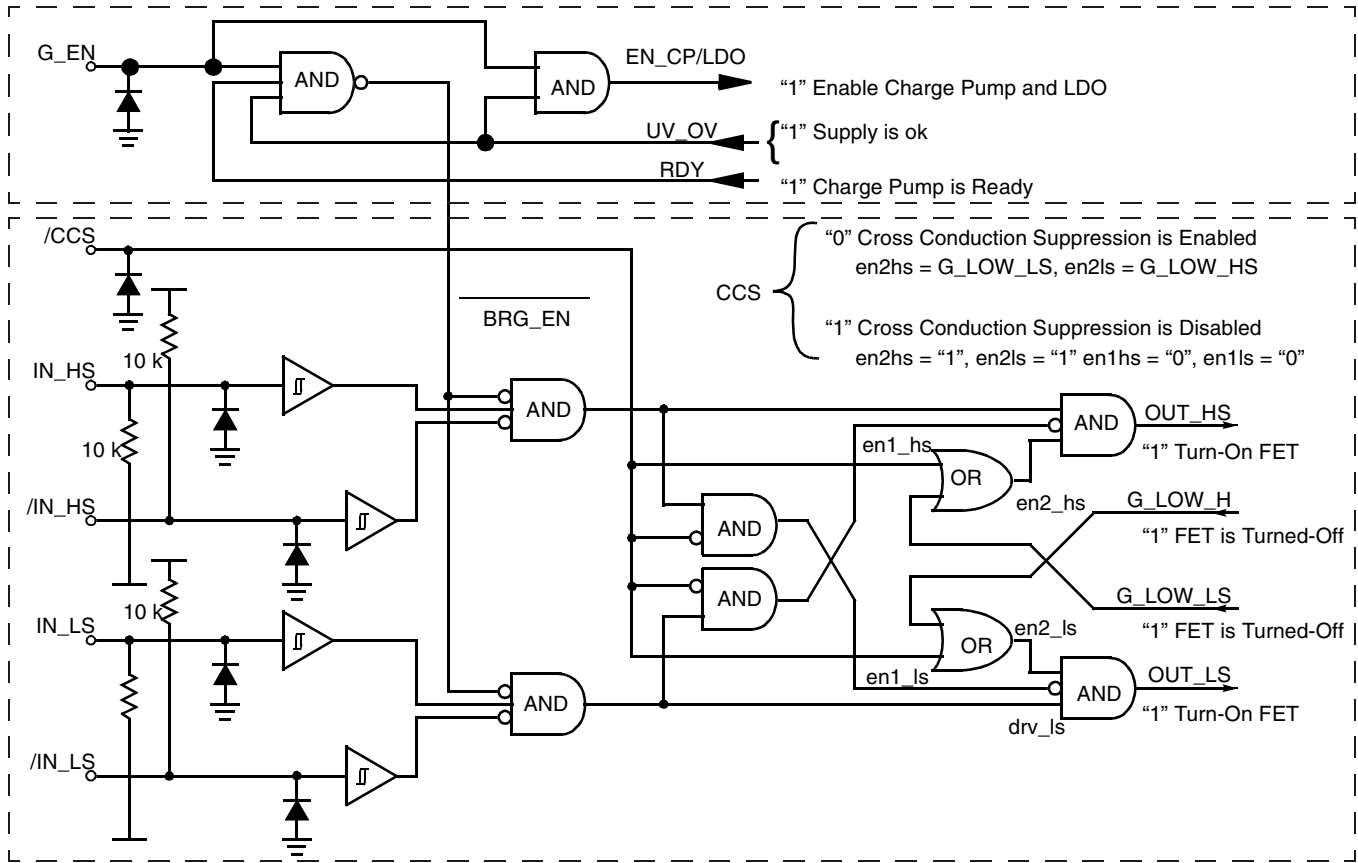 G_EN
AND
AND
EN_CP/LDO
“1” Enable Charge Pump and LDO
UV_OV
{ “1” Supply is ok
RDY
“1” Charge Pump is Ready
/CCS
“0” Cross Conduction Suppression is Enabled
en2hs = G_LOW_LS, en2ls = G_LOW_HS
CCS
“1” Cross Conduction Suppression is Disabled
en2hs = “1”, en2ls = “1” en1hs = “0”, en1ls = “0”
BRG_EN
10 k
IN_HS
10 k
AND
AND
OUT_HS
“1” Turn-On FET
en1_hs
OR
en2_hs
/IN_HS
AND
G_LOW_H
“1” FET is Turned-Off
10 k
AND
G_LOW_LS
“1” FET is Turned-Off
IN_LS
OR
en2_ls
en1_ls
AND
AND
OUT_LS
“1” Turn-On FET
drv_ls
/IN_LS